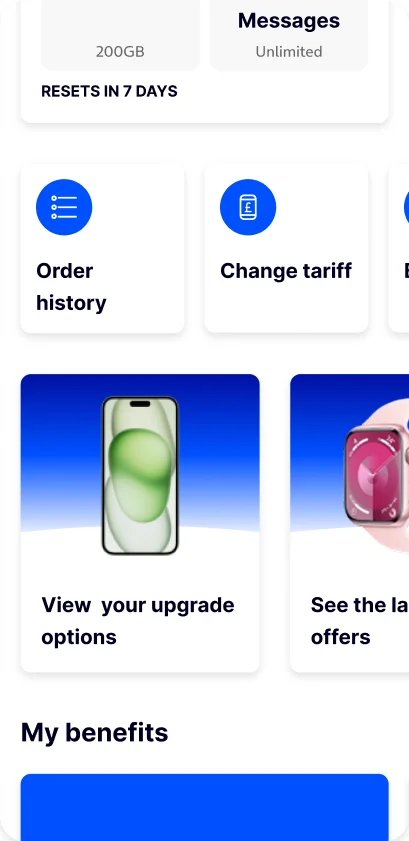 Messages
200GB
Unlimited
RESETS IN 7 DAYS
Order
history
Change tariff
View  your upgrade
options
See the la
offers
My benefits